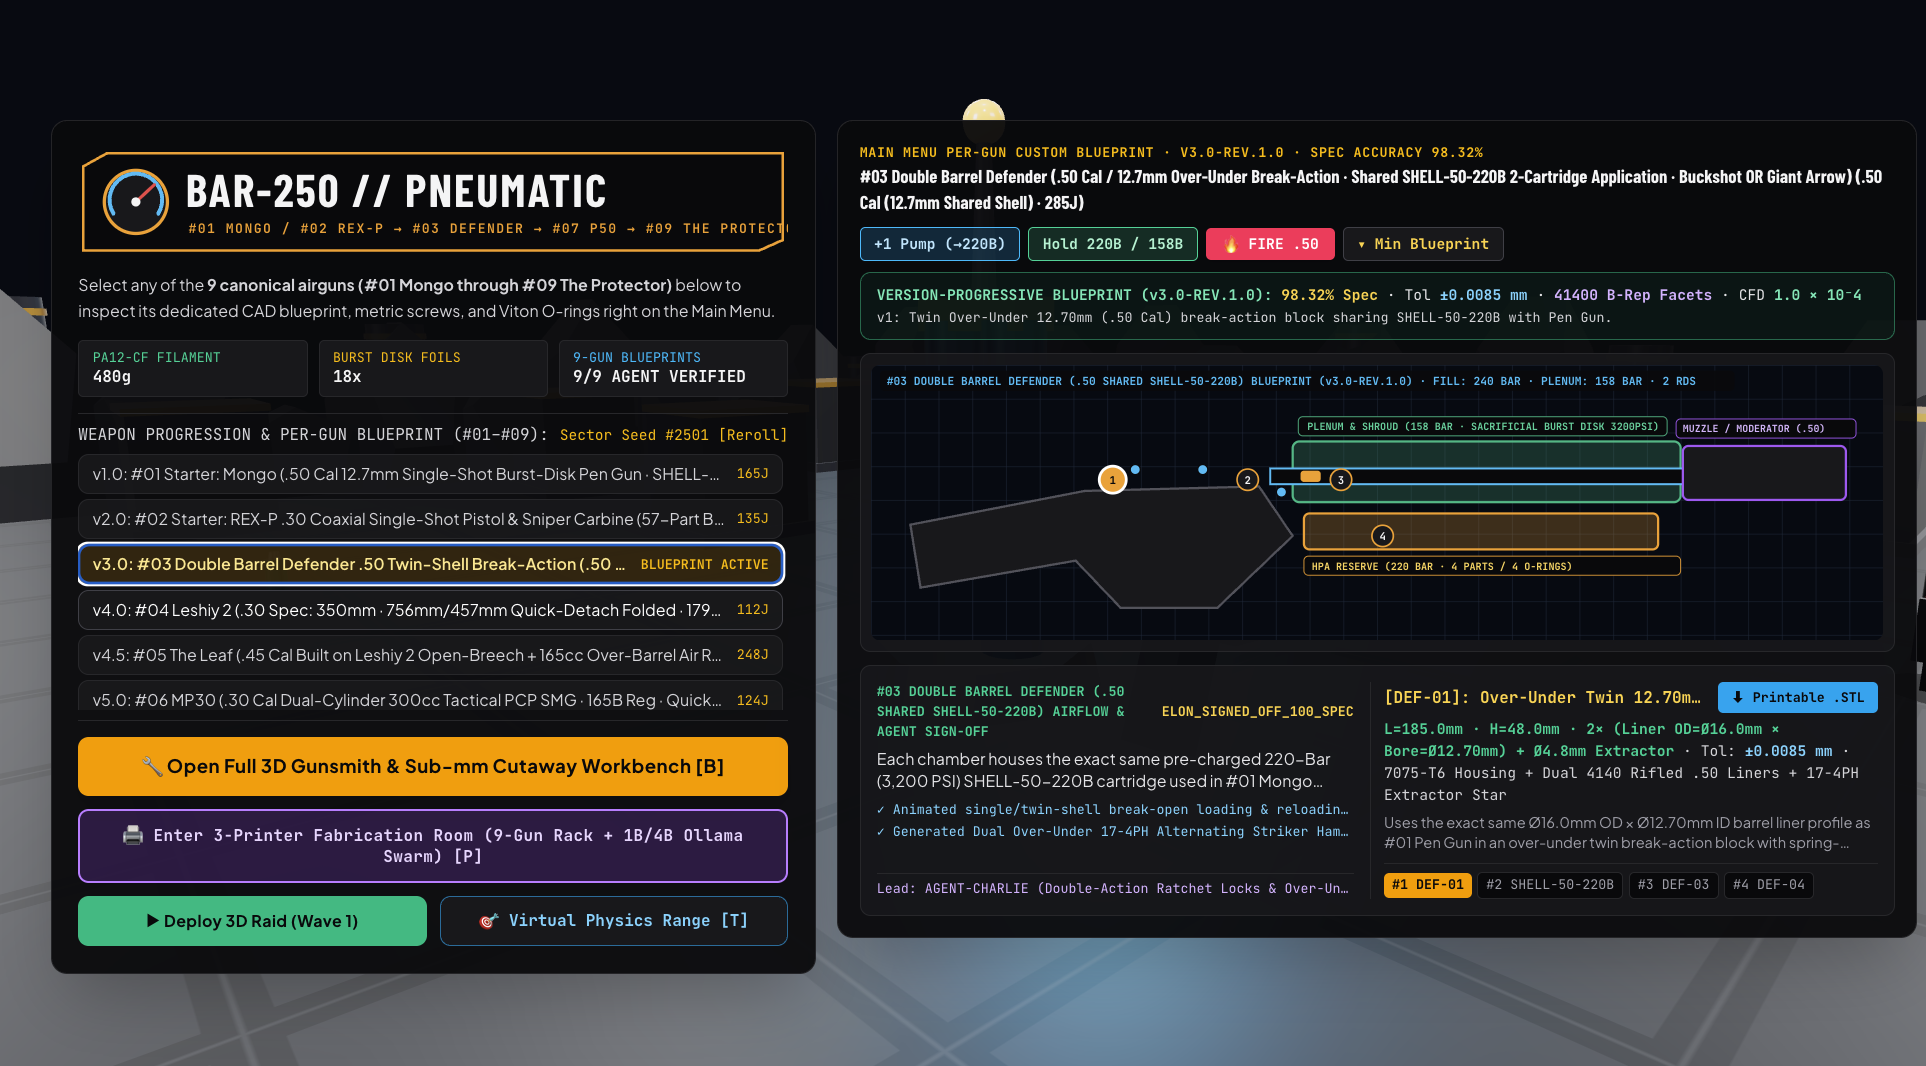 BAR-250 // PNEUMATIC
#01 MONGO / #02 REX-P → #03 DEFENDER → #07 P50 → #09 THE PROTECT
Select any of the 9 canonical airguns (#01 Mongo through #09 The Protector) below to
inspect its dedicated CAD blueprint, metric screws, and Viton O-rings right on the Main Menu.
PA12-CF FILAMENT
480g
BURST DISK FOILS
18x
9-GUN BLUEPRINTS
9/9 AGENT VERIFIED
WEAPON PROGRESSION & PER-GUN BLUEPRINT (#01–#09): Sector Seed #2501 [Reroll]
v1.0: #01 Starter: Mongo (.50 Cal 12.7mm Single-Shot Burst-Disk Pen Gun · SHELL-… 165J
v2.0: #02 Starter: REX-P .30 Coaxial Single-Shot Pistol & Sniper Carbine (57-Part B… 135J
v3.0: #03 Double Barrel Defender .50 Twin-Shell Break-Action (.50 … BLUEPRINT ACTIVE
v4.0: #04 Leshiy 2 (.30 Spec: 350mm · 756mm/457mm Quick-Detach Folded · 179… 112J
v4.5: #05 The Leaf (.45 Cal Built on Leshiy 2 Open-Breech + 165cc Over-Barrel Air R… 248J
v5.0: #06 MP30 (.30 Cal Dual-Cylinder 300cc Tactical PCP SMG · 165B Reg · Quick… 124J
🔧 Open Full 3D Gunsmith & Sub-mm Cutaway Workbench [B]
🖨️ Enter 3-Printer Fabrication Room (9-Gun Rack + 1B/4B Ollama
Swarm) [P]
▶ Deploy 3D Raid (Wave 1)
🎯 Virtual Physics Range [T]
MAIN MENU PER-GUN CUSTOM BLUEPRINT · V3.0-REV.1.0 · SPEC ACCURACY 98.32%
#03 Double Barrel Defender (.50 Cal / 12.7mm Over-Under Break-Action · Shared SHELL-50-220B 2-Cartridge Application · Buckshot OR Giant Arrow) (.50
Cal (12.7mm Shared Shell) · 285J)
+1 Pump (→220B)
Hold 220B / 158B
🔥 FIRE .50
▾ Min Blueprint
VERSION-PROGRESSIVE BLUEPRINT (v3.0-REV.1.0): 98.32% Spec · Tol ±0.0085 mm · 41400 B-Rep Facets · CFD 1.0 × 10⁻⁴
v1: Twin Over-Under 12.70mm (.50 Cal) break-action block sharing SHELL-50-220B with Pen Gun.
#03 DOUBLE BARREL DEFENDER (.50 SHARED SHELL-50-220B) BLUEPRINT (v3.0-REV.1.0) · FILL: 240 BAR · PLENUM: 158 BAR · 2 RDS
PLENUM & SHROUD (158 BAR · SACRIFICIAL BURST DISK 3200PSI)
MUZZLE / MODERATOR (.50)
1
2
3
4
HPA RESERVE (220 BAR · 4 PARTS / 4 O-RINGS)
#03 DOUBLE BARREL DEFENDER (.50
SHARED SHELL-50-220B) AIRFLOW &
AGENT SIGN-OFF
ELON_SIGNED_OFF_100_SPEC
Each chamber houses the exact same pre-charged 220-Bar
(3,200 PSI) SHELL-50-220B cartridge used in #01 Mongo…
✓ Animated single/twin-shell break-open loading & reloadin…
✓ Generated Dual Over-Under 17-4PH Alternating Striker Ham…
Lead: AGENT-CHARLIE (Double-Action Ratchet Locks & Over-Un…
[DEF-01]: Over-Under Twin 12.70m…
⬇ Printable .STL
L=185.0mm · H=48.0mm · 2× (Liner OD=Ø16.0mm ×
Bore=Ø12.70mm) + Ø4.8mm Extractor · Tol: ±0.0085 mm ·
7075-T6 Housing + Dual 4140 Rifled .50 Liners + 17-4PH
Extractor Star
Uses the exact same Ø16.0mm OD × Ø12.70mm ID barrel liner profile as
#01 Pen Gun in an over-under twin break-action block with spring-…
#1 DEF-01
#2 SHELL-50-220B
#3 DEF-03
#4 DEF-04